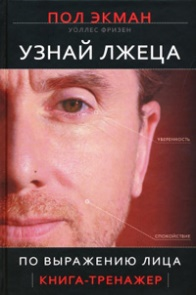 ПОЛ ЭКМАН
УОЛЛЕС ФРИЗЕН
УЗНАЙ ЛЖЕЦА
УВЕРЕННОСТЬ
СПОКОЙСТВИЕ
ПО ВЫРАЖЕНИЮ ЛИЦА
КНИГА-ТРЕНАЖЕР